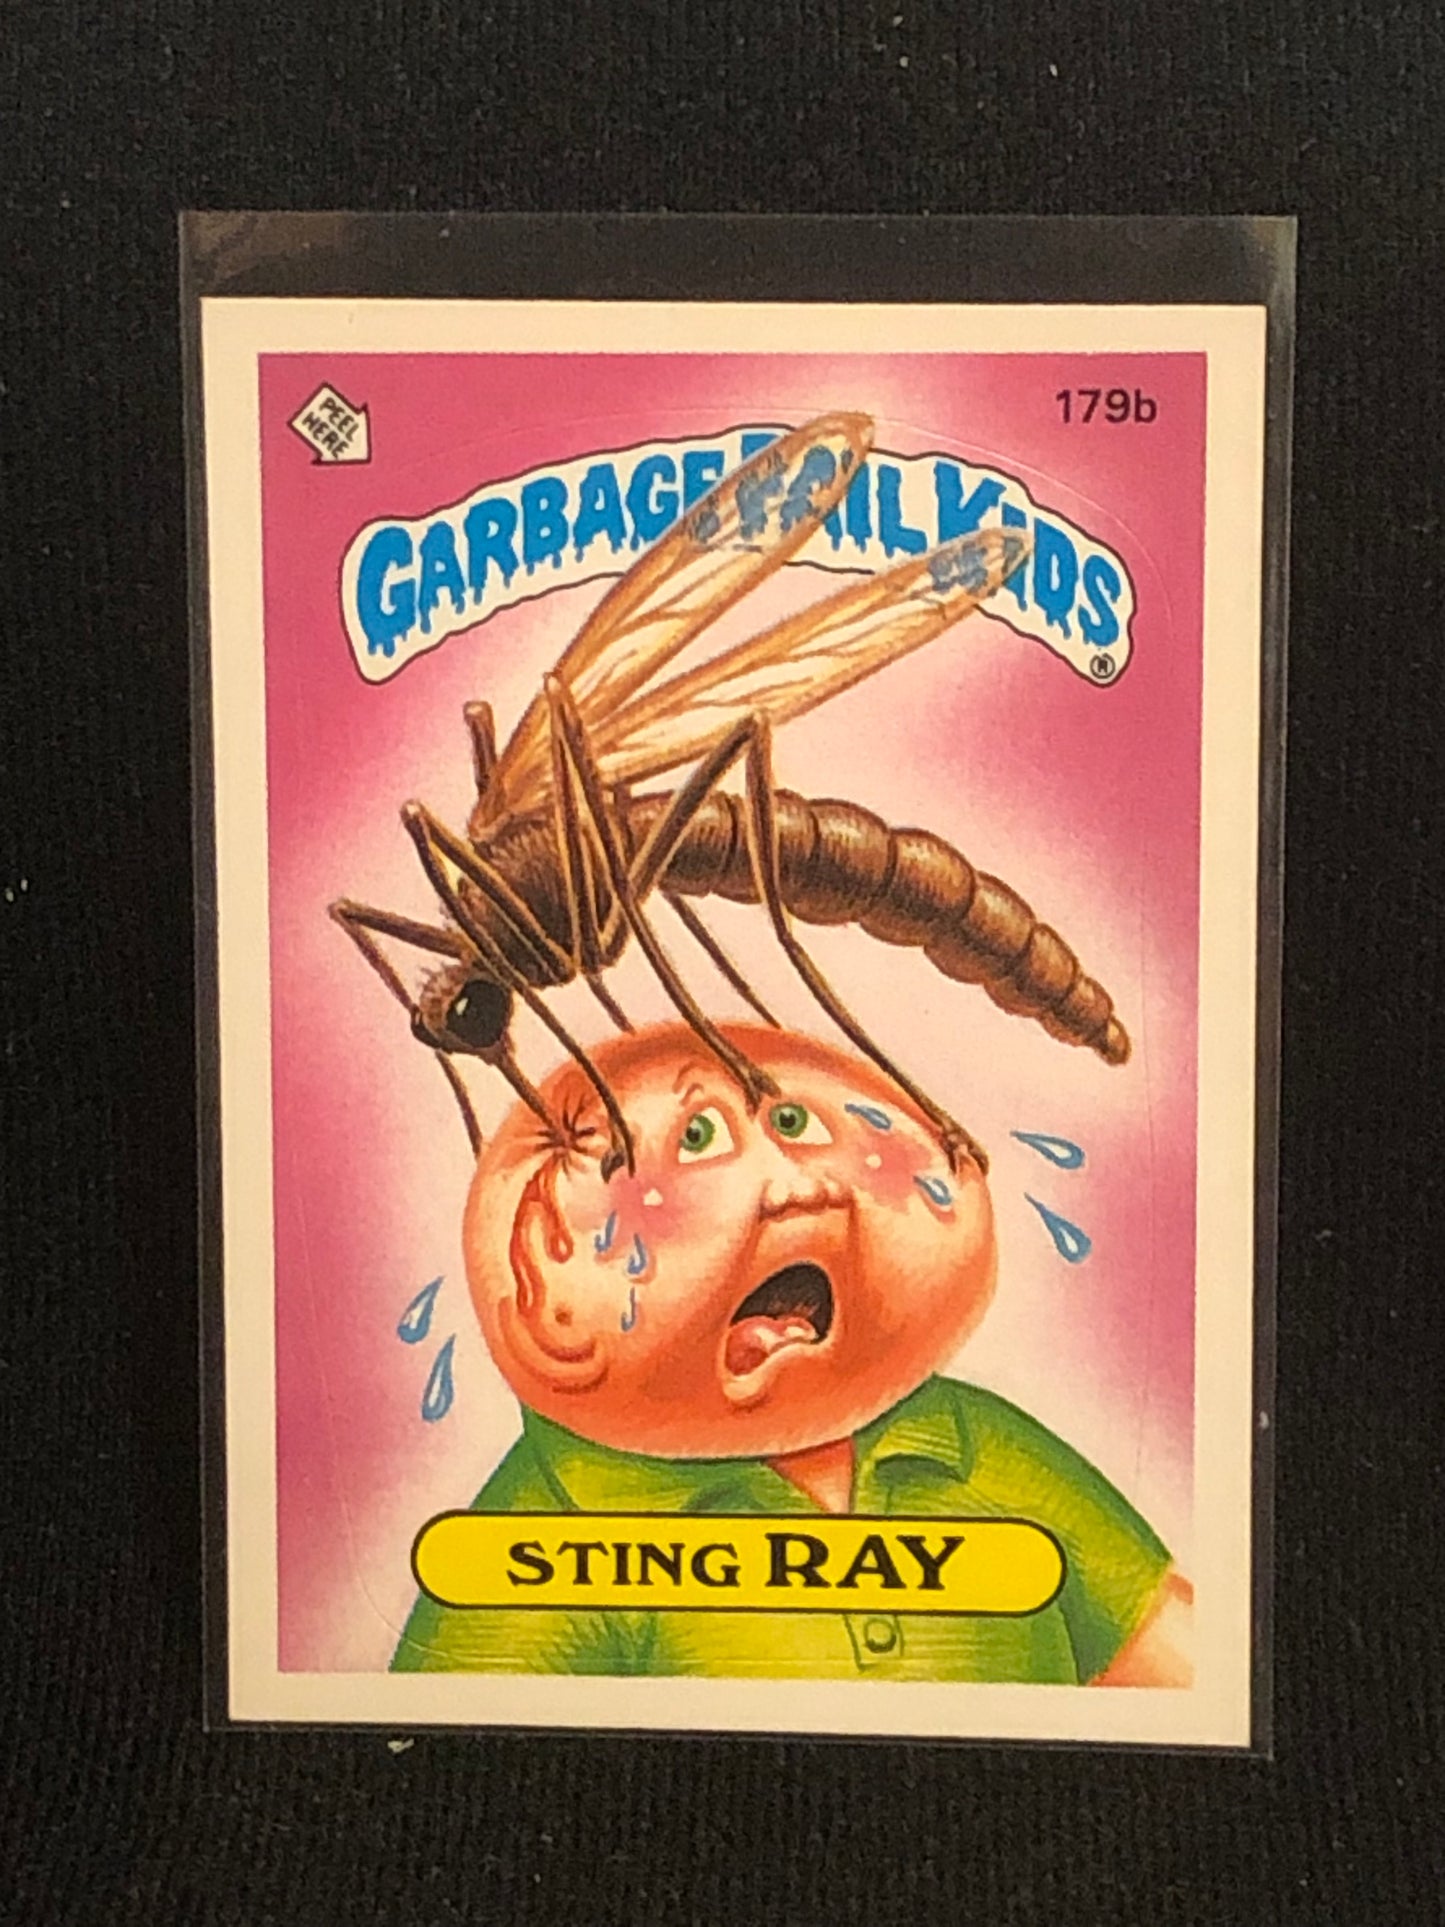 PEEL
HERE
179b
GARBAGE PAIL KIDS
®
STING RAY